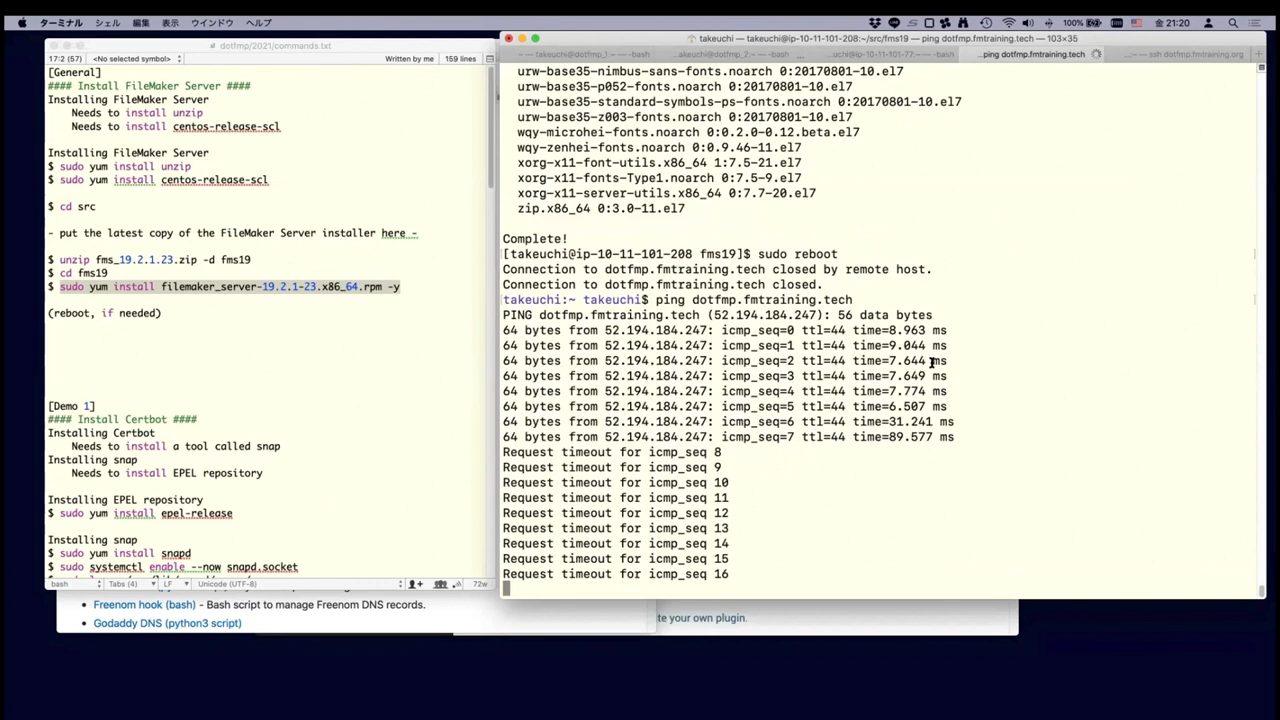 ターミナル シェル 編集 表示 ウインドウ ヘルプ
100% 金 21:20
dotfmp/2021/commands.txt
17:2 (57) <No selected symbol> Written by me 159 lines
[General]
#### Install FileMaker Server ####
Installing FileMaker Server
Needs to install unzip
Needs to install centos-release-scl
Installing FileMaker Server
$ sudo yum install unzip
$ sudo yum install centos-release-scl
$ cd src
- put the latest copy of the FileMaker Server installer here -
$ unzip fms_19.2.1.23.zip -d fms19
$ cd fms19
$ sudo yum install filemaker_server-19.2.1-23.x86_64.rpm -y
(reboot, if needed)
[Demo 1]
#### Install Certbot ####
Installing Certbot
Needs to install a tool called snap
Installing snap
Needs to install EPEL repository
Installing EPEL repository
$ sudo yum install epel-release
Installing snap
$ sudo yum install snapd
$ sudo systemctl enable --now snapd.socket
bash Tabs (4) LF Unicode (UTF-8) 72w
Freenom hook (bash) - Bash script to manage Freenom DNS records.
Godaddy DNS (python3 script)
te your own plugin.
takeuchi — takeuchi@ip-10-11-101-208:~/src/fms19 — ping dotfmp.fmtraining.tech — 103×35
takeuchi@dotfmp_1:~ — -bash
...akeuchi@dotfmp_2:~ — -bash
...uchi@ip-10-11-101-77:~ — -bash
...ping dotfmp.fmtraining.tech
...— ssh dotfmp.fmtraining.org
urw-base35-nimbus-sans-fonts.noarch 0:20170801-10.el7
urw-base35-p052-fonts.noarch 0:20170801-10.el7
urw-base35-standard-symbols-ps-fonts.noarch 0:20170801-10.el7
urw-base35-z003-fonts.noarch 0:20170801-10.el7
wqy-microhei-fonts.noarch 0:0.2.0-0.12.beta.el7
wqy-zenhei-fonts.noarch 0:0.9.46-11.el7
xorg-x11-font-utils.x86_64 1:7.5-21.el7
xorg-x11-fonts-Type1.noarch 0:7.5-9.el7
xorg-x11-server-utils.x86_64 0:7.7-20.el7
zip.x86_64 0:3.0-11.el7
Complete!
[takeuchi@ip-10-11-101-208 fms19]$ sudo reboot
Connection to dotfmp.fmtraining.tech closed by remote host.
Connection to dotfmp.fmtraining.tech closed.
takeuchi:~ takeuchi$ ping dotfmp.fmtraining.tech
PING dotfmp.fmtraining.tech (52.194.184.247): 56 data bytes
64 bytes from 52.194.184.247: icmp_seq=0 ttl=44 time=8.963 ms
64 bytes from 52.194.184.247: icmp_seq=1 ttl=44 time=9.044 ms
64 bytes from 52.194.184.247: icmp_seq=2 ttl=44 time=7.644 ms
64 bytes from 52.194.184.247: icmp_seq=3 ttl=44 time=7.649 ms
64 bytes from 52.194.184.247: icmp_seq=4 ttl=44 time=7.774 ms
64 bytes from 52.194.184.247: icmp_seq=5 ttl=44 time=6.507 ms
64 bytes from 52.194.184.247: icmp_seq=6 ttl=44 time=31.241 ms
64 bytes from 52.194.184.247: icmp_seq=7 ttl=44 time=89.577 ms
Request timeout for icmp_seq 8
Request timeout for icmp_seq 9
Request timeout for icmp_seq 10
Request timeout for icmp_seq 11
Request timeout for icmp_seq 12
Request timeout for icmp_seq 13
Request timeout for icmp_seq 14
Request timeout for icmp_seq 15
Request timeout for icmp_seq 16